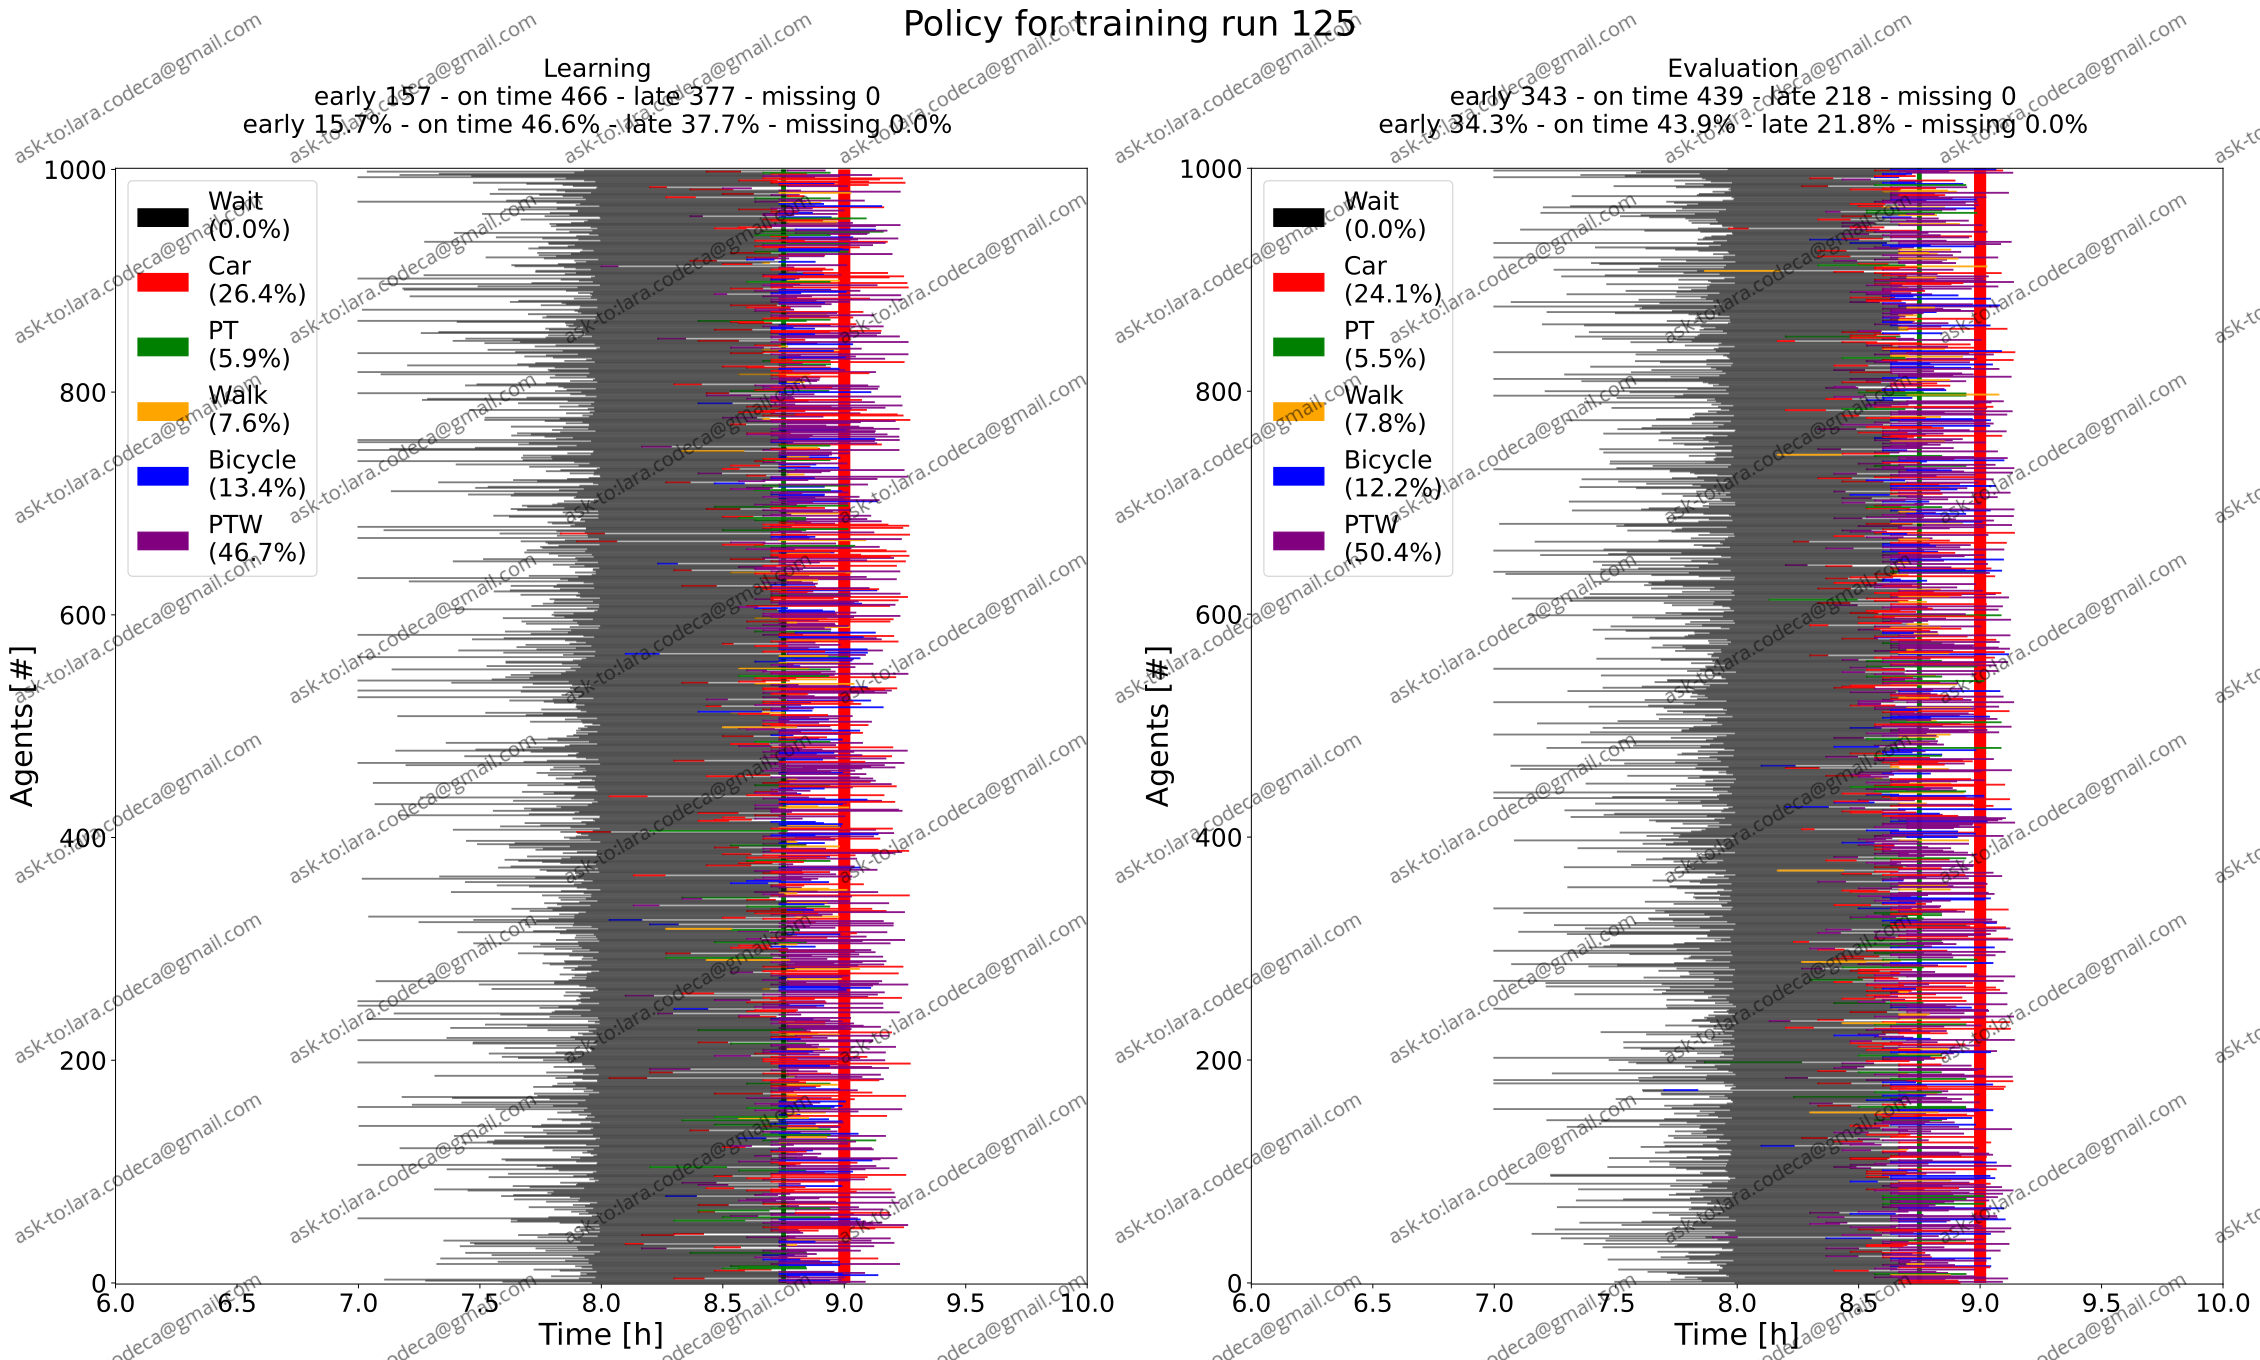 Policy for training run 125
Learning
early 157 - on time 466 - late 377 - missing 0
early 15.7% - on time 46.6% - late 37.7% - missing 0.0%
1000
800
600
400
200
0
Agents [#]
Wait
(0.0%)
Car
(26.4%)
PT
(5.9%)
Walk
(7.6%)
Bicycle
(13.4%)
PTW
(46.7%)
6.0 6.5 7.0 7.5 8.0 8.5 9.0 9.5 10.0
Time [h]
Evaluation
early 343 - on time 439 - late 218 - missing 0
early 34.3% - on time 43.9% - late 21.8% - missing 0.0%
1000
800
600
400
200
0
Agents [#]
Wait
(0.0%)
Car
(24.1%)
PT
(5.5%)
Walk
(7.8%)
Bicycle
(12.2%)
PTW
(50.4%)
6.0 6.5 7.0 7.5 8.0 8.5 9.0 9.5 10.0
Time [h]
ask-to:lara.codeca@gmail.com